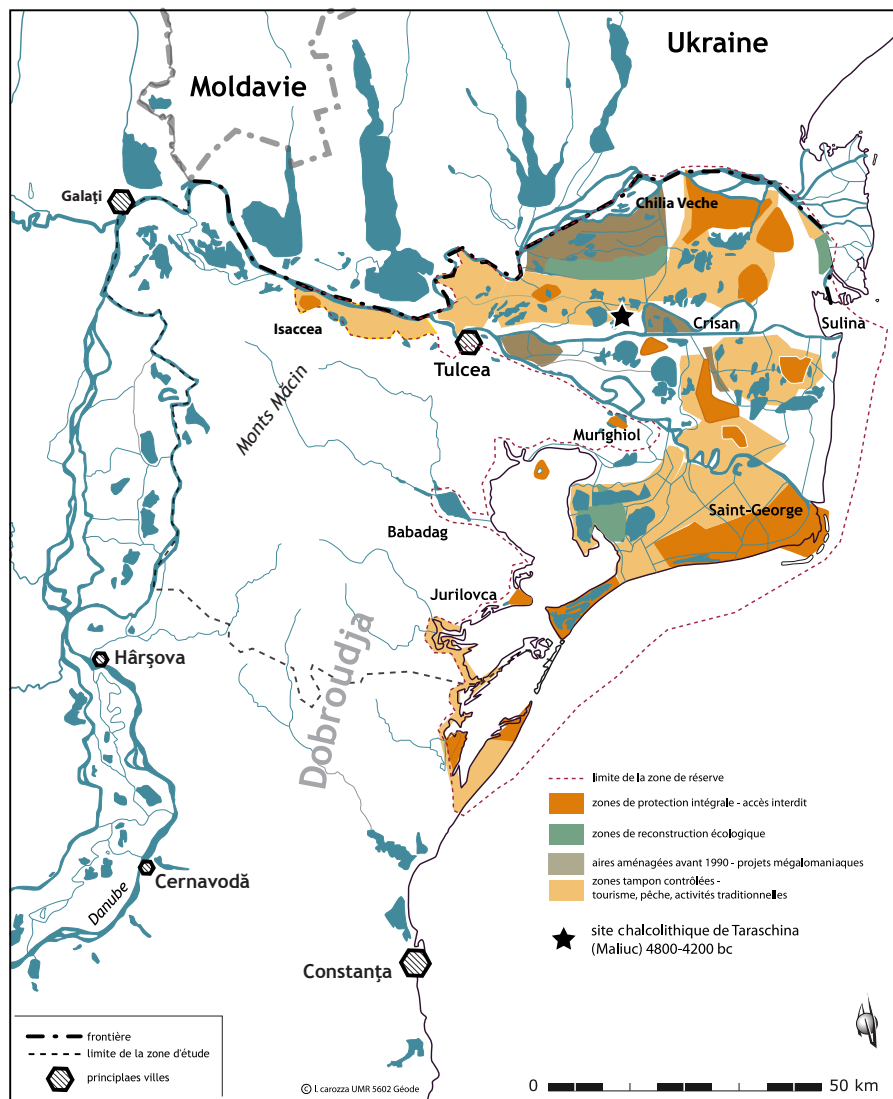 Ukraine
Moldavie
Galaţi
Chilia Veche
Isaccea
Crisan
Sulina
Tulcea
Monts Măcin
Murighiol
Saint-George
Babadag
Jurilovca
Hârşova
Dobroudja
limite de la zone de réserve
zones de protection intégrale - accès interdit
zones de reconstruction écologique
aires aménagées avant 1990 - projets mégalomaniaques
zones tampon contrôlées -
tourisme, pêche, activités traditionnelles
Cernavodă
Danube
site chalcolithique de Taraschina
(Maliuc) 4800-4200 bc
Constanţa
frontière
limite de la zone d'étude
principlaes villes
© L carozza UMR 5602 Géode
0 50 km